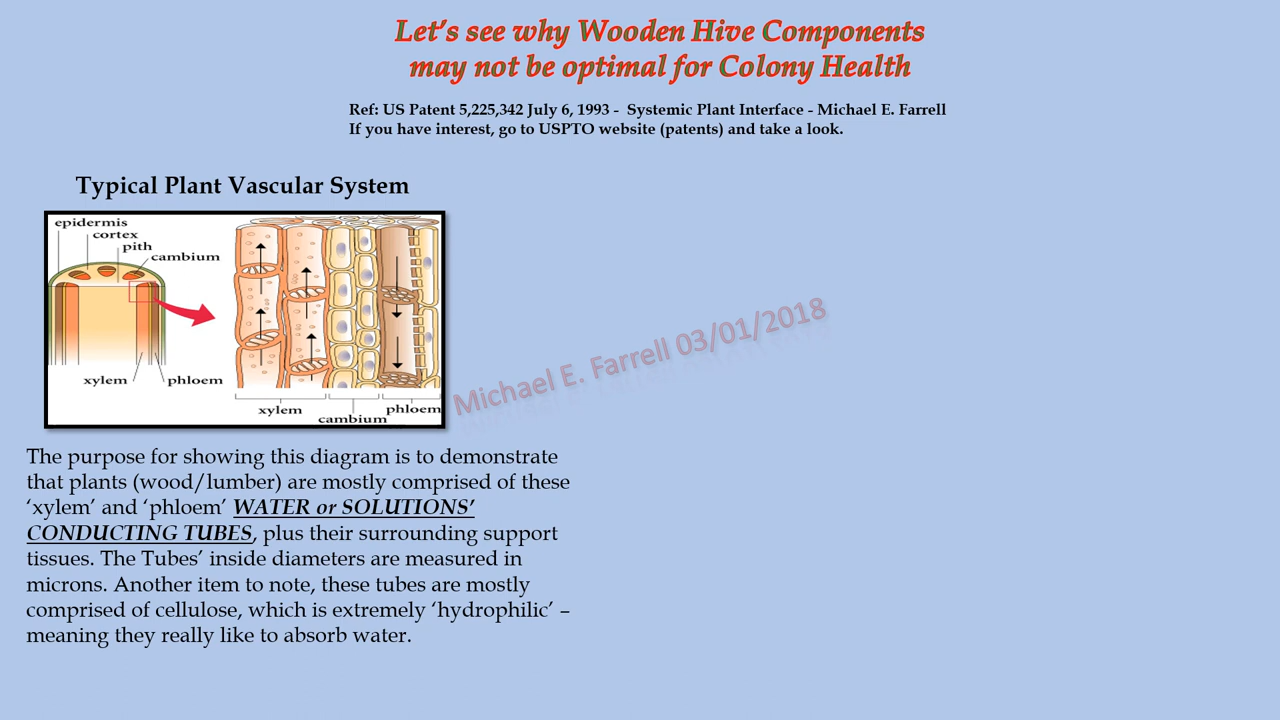 Let’s see why Wooden Hive Components
may not be optimal for Colony Health
Ref: US Patent 5,225,342 July 6, 1993 -  Systemic Plant Interface - Michael E. Farrell
If you have interest, go to USPTO website (patents) and take a look.
Typical Plant Vascular System
epidermis
cortex
pith
cambium
xylem
phloem
xylem
cambium
phloem
Michael E. Farrell 03/01/2018
The purpose for showing this diagram is to demonstrate
that plants (wood/lumber) are mostly comprised of these
‘xylem’ and ‘phloem’ WATER or SOLUTIONS’
CONDUCTING TUBES, plus their surrounding support
tissues. The Tubes’ inside diameters are measured in
microns. Another item to note, these tubes are mostly
comprised of cellulose, which is extremely ‘hydrophilic’ –
meaning they really like to absorb water.